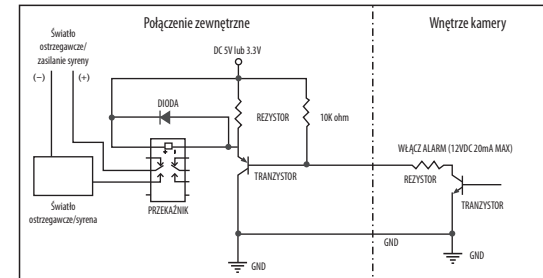 Połączenie zewnętrzne
Wnętrze kamery
Światło
ostrzegawcze/
zasilanie syreny
(−)
(+)
DC 5V lub 3.3V
DIODA
REZYSTOR
10K ohm
WŁĄCZ ALARM (12VDC 20mA MAX)
TRANZYSTOR
REZYSTOR
TRANZYSTOR
Światło
ostrzegawcze/syrena
PRZEKAŹNIK
GND
GND
GND